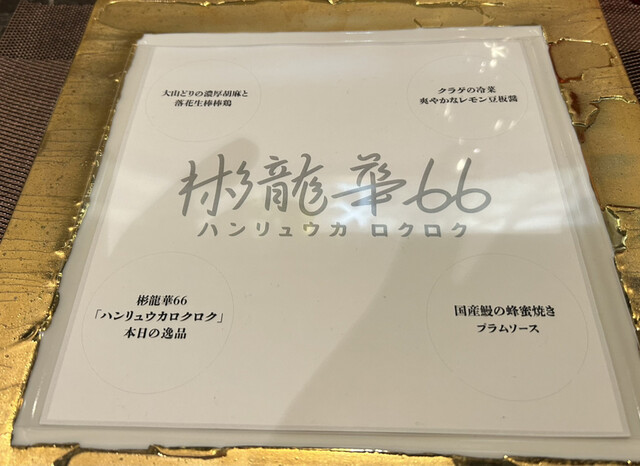 大山どりの濃厚胡麻と
落花生棒棒鶏
クラゲの冷菜
爽やかなレモン豆板醤
彬龍華66
ハンリュウカ ロクロク
彬龍華66
「ハンリュウカロクロク」
本日の逸品
国産鰻の蜂蜜焼き
プラムソース